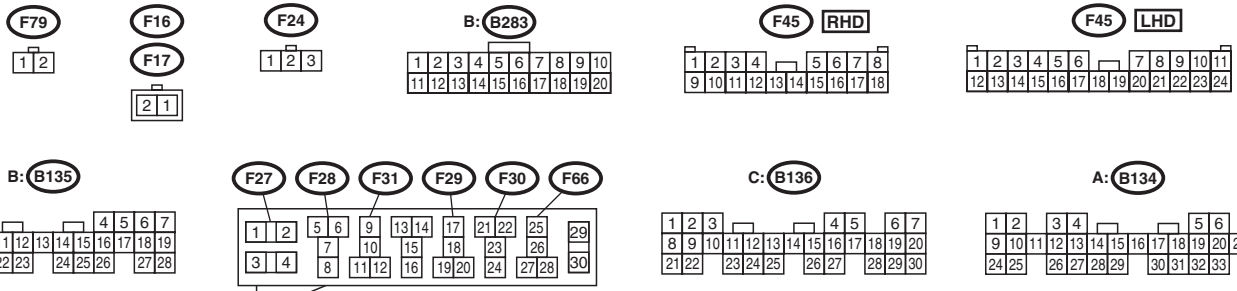 F79
F16
F24
B: B283
F45 RHD
F45 LHD
F17
1 2
2 1
1 2 3
1 2 3 4 5 6 7 8 9 10
11 12 13 14 15 16 17 18 19 20
1 2 3 4 5 6 7 8
9 10 11 12 13 14 15 16 17 18
1 2 3 4 5 6 7 8 9 10 11
12 13 14 15 16 17 18 19 20 21 22 23 24
B: B135
4 5 6 7
12 13 14 15 16 17 18 19
23 24 25 26 27 28
F27 F28 F31 F29 F30 F66
1 2 5 6 9 13 14 17 21 22 25 29
7 10 15 18 23 26
3 4 8 11 12 16 19 20 24 27 28 30
C: B136
1 2 3 4 5 6 7
8 9 10 11 12 13 14 15 16 17 18 19 20
21 22 23 24 25 26 27 28 29 30
A: B134
1 2 3 4 5 6
9 10 11 12 13 14 15 16 17 18 19 20
24 25 26 27 28 29 30 31 32 33